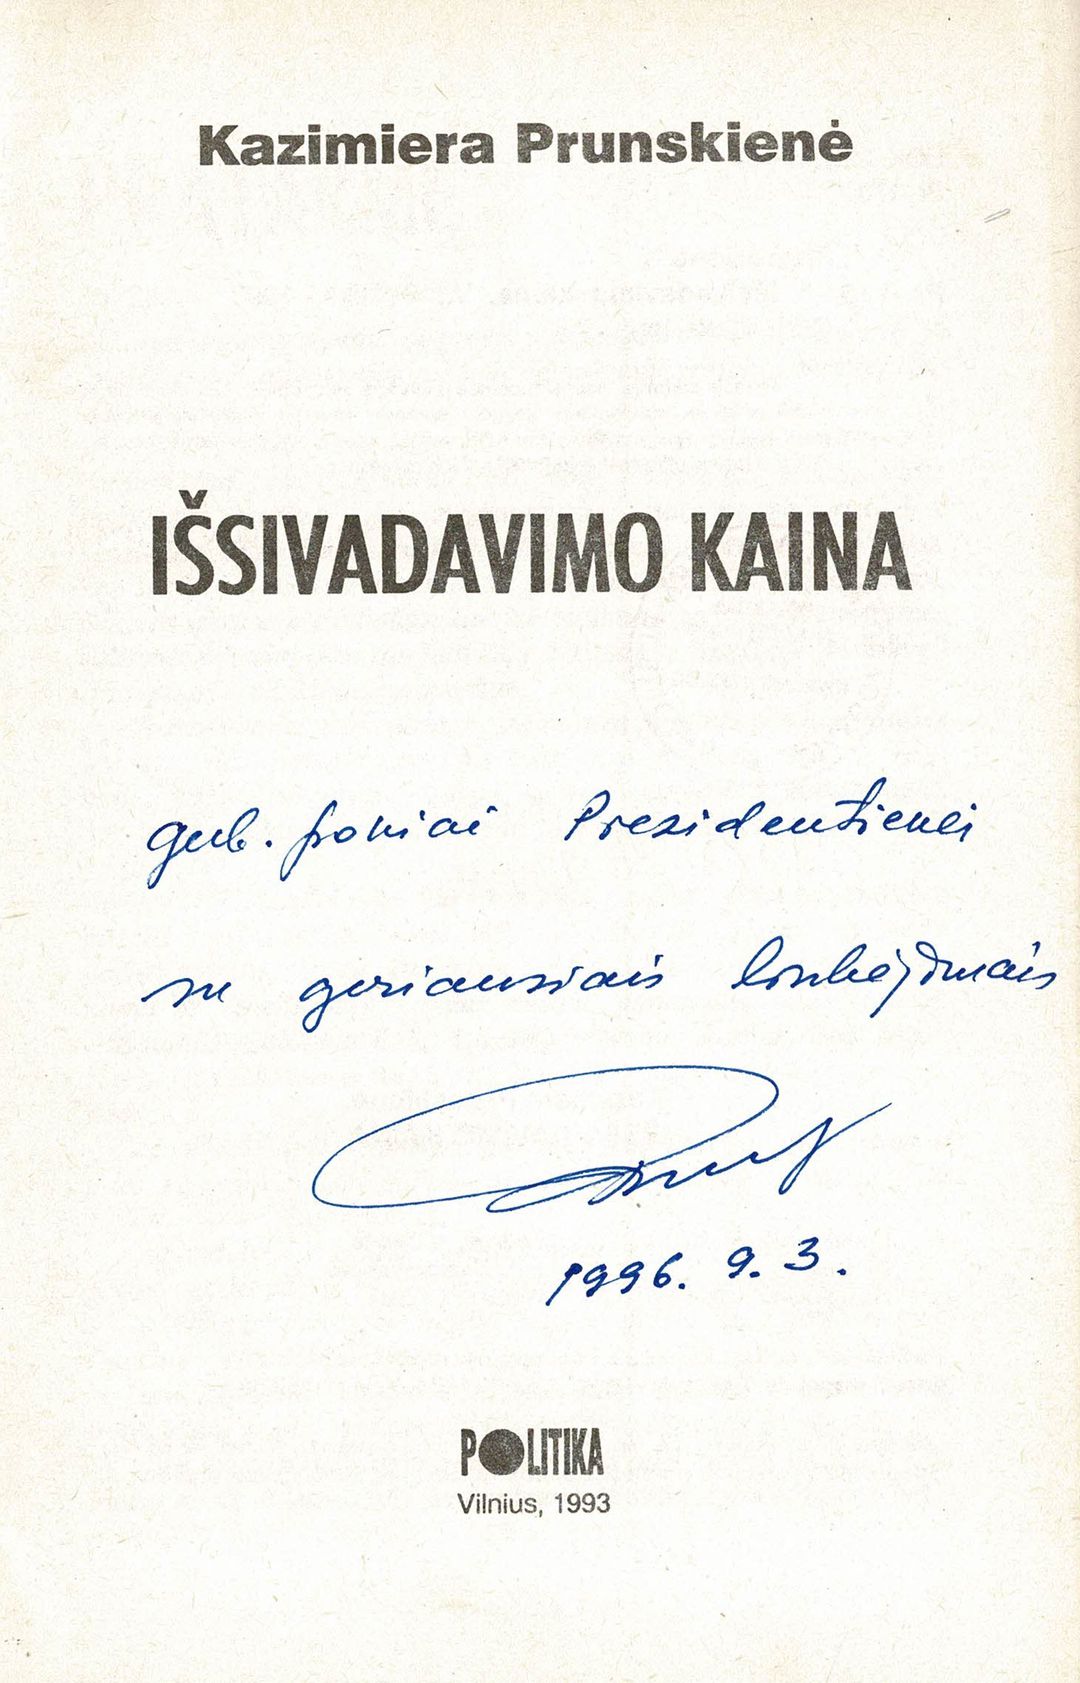 Kazimiera Prunskienė
IŠSIVADAVIMO KAINA
gerb. poniai Prezidentienei
su geriausiais linkėjimais
1996. 9. 3.
POLITIKA
Vilnius, 1993